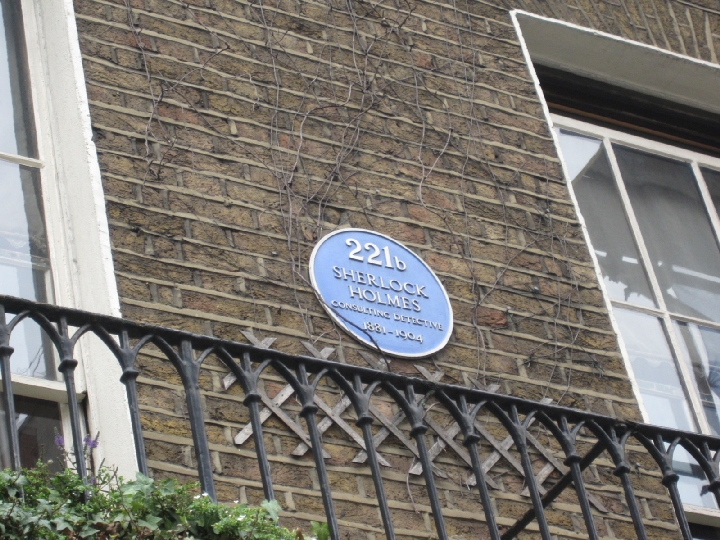 221b
SHERLOCK
HOLMES
CONSULTING DETECTIVE
1881-1904